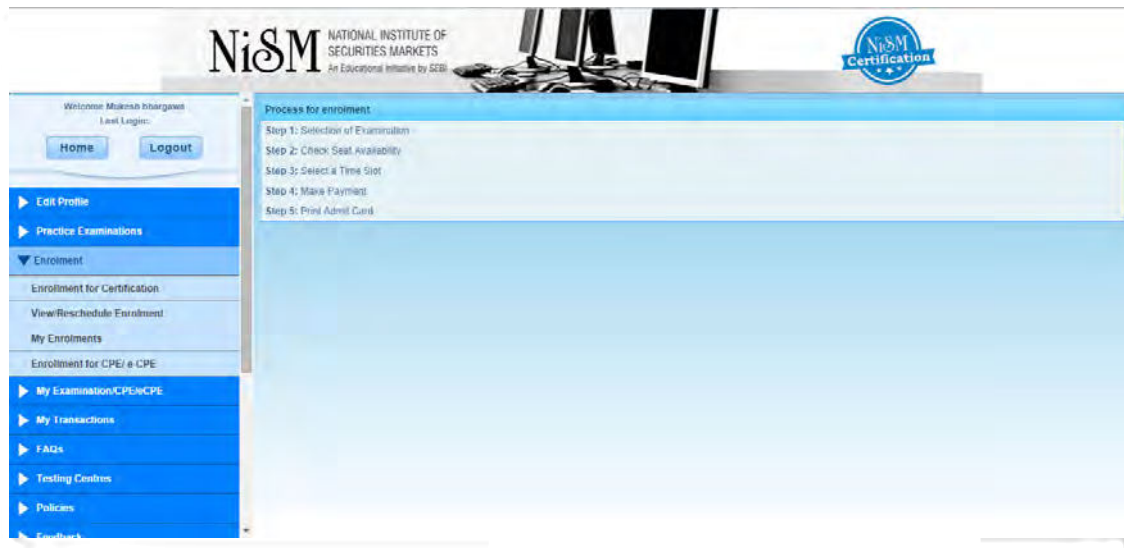 NiSM NATIONAL INSTITUTE OF
SECURITIES MARKETS
An Educational Initiative by SEBI
NiSM
Certification
Welcome Mukesh bhargawa
Last Login:
Home Logout
Edit Profile
Practice Examinations
Enrolment
Enrollment for Certification
View/Reschedule Enrolment
My Enrolments
Enrollment for CPE/ e-CPE
My Examination/CPE/eCPE
My Transactions
FAQs
Testing Centres
Policies
Feedback
Process for enrolment
Step 1: Selection of Examination
Step 2: Check Seat Availability
Step 3: Select a Time Slot
Step 4: Make Payment
Step 5: Print Admit Card